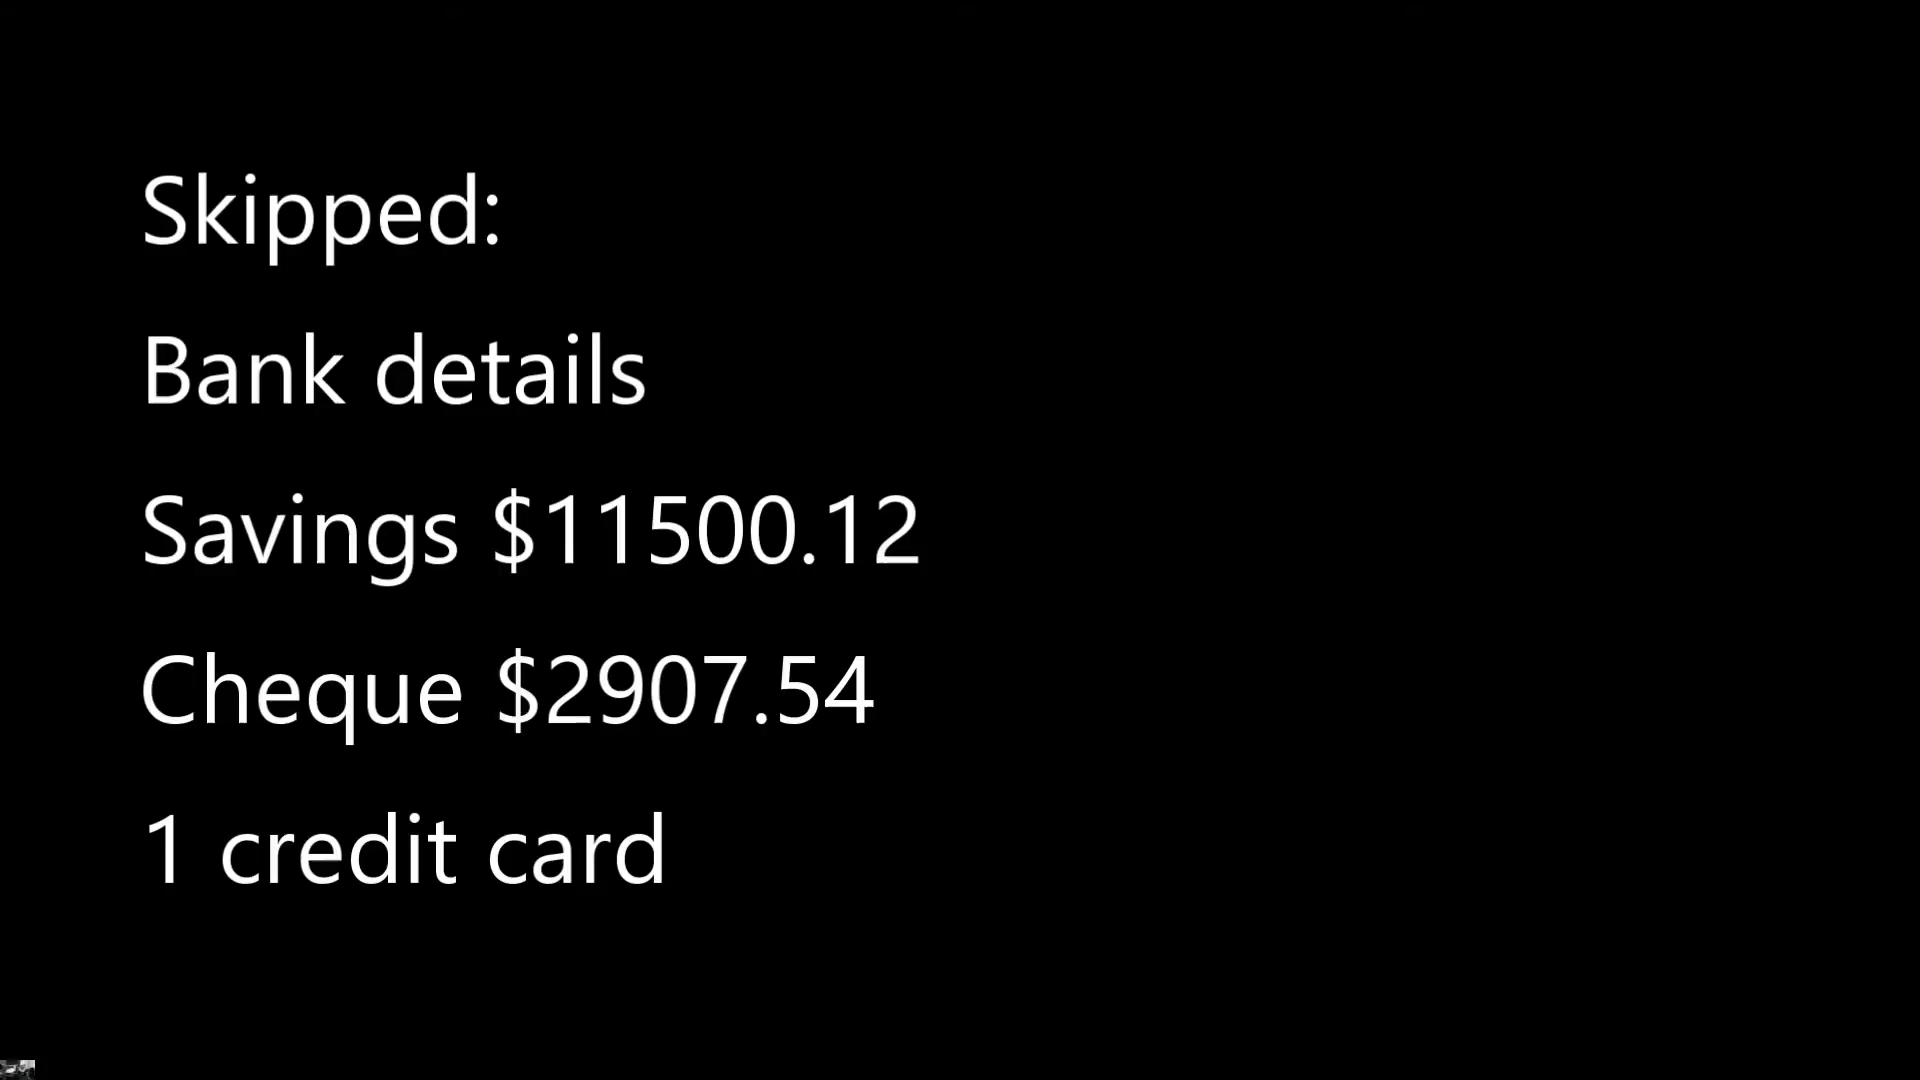 Skipped:
Bank details
Savings $11500.12
Cheque $2907.54
1 credit card